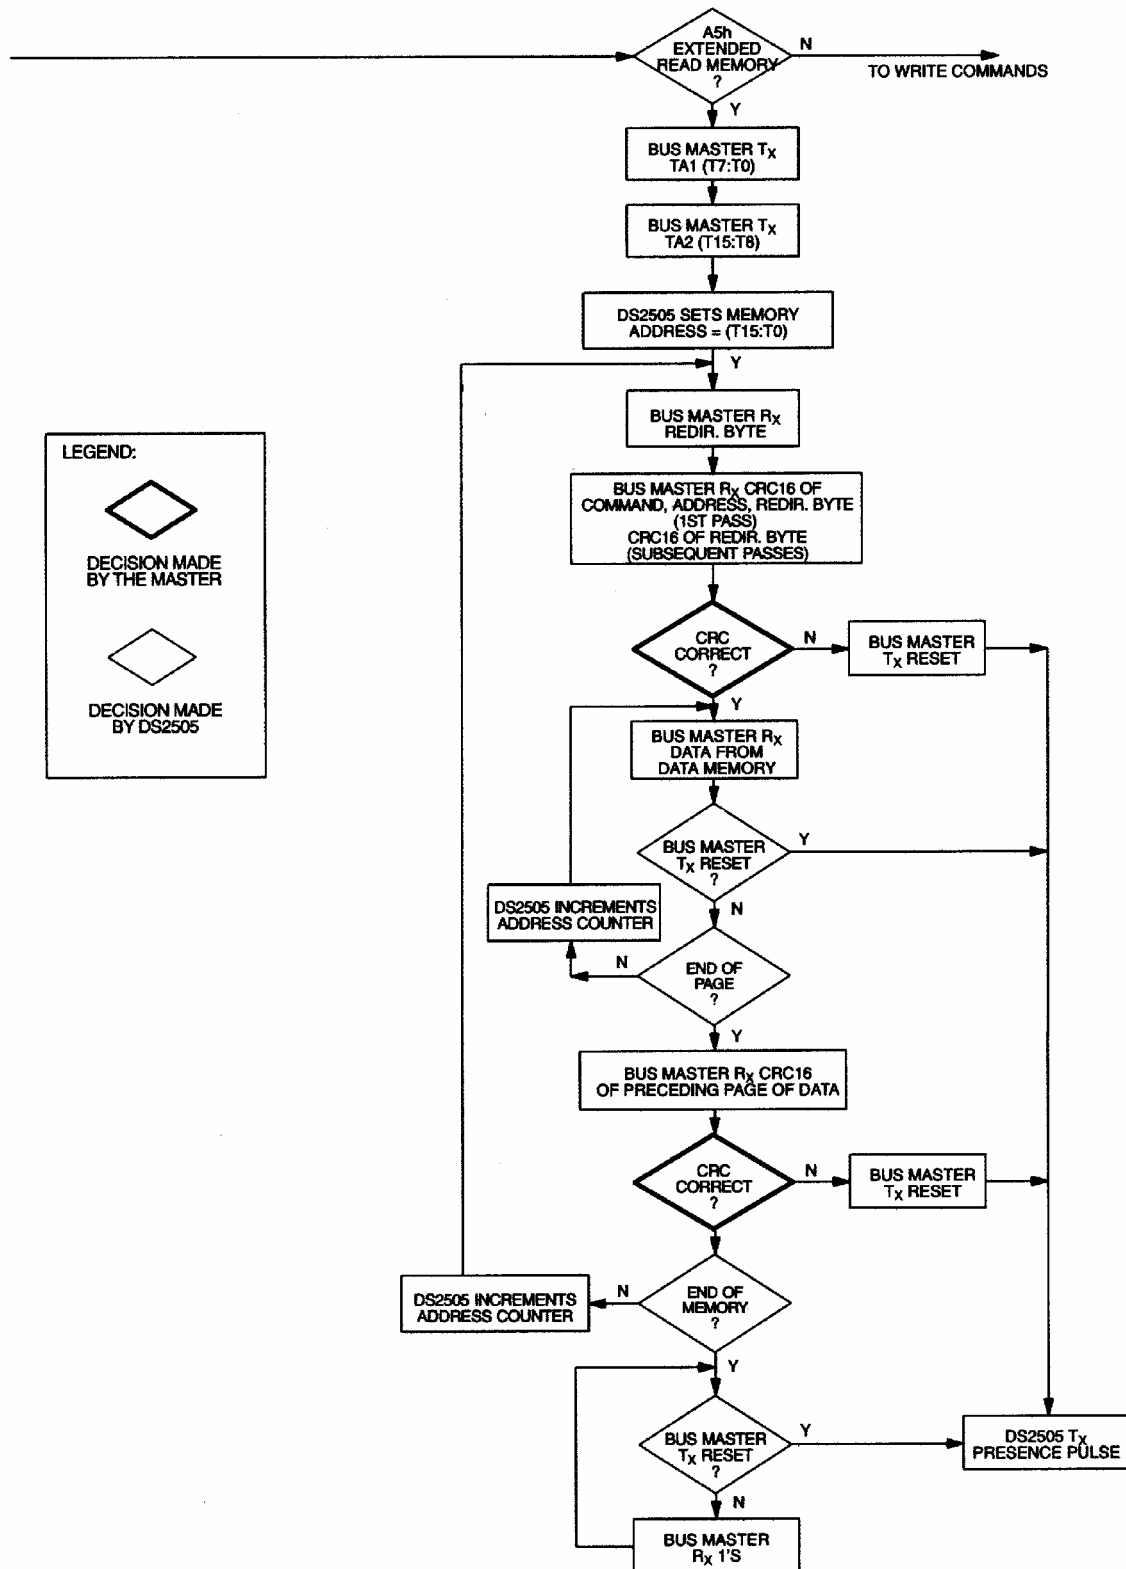 A5h
EXTENDED
READ MEMORY
?
N
TO WRITE COMMANDS
Y
BUS MASTER TX
TA1 (T7:T0)
BUS MASTER TX
TA2 (T15:T8)
DS2505 SETS MEMORY
ADDRESS = (T15:T0)
Y
BUS MASTER RX
REDIR. BYTE
LEGEND:
DECISION MADE
BY THE MASTER
DECISION MADE
BY DS2505
BUS MASTER RX CRC16 OF
COMMAND, ADDRESS, REDIR. BYTE
(1ST PASS)
CRC16 OF REDIR. BYTE
(SUBSEQUENT PASSES)
CRC
CORRECT
?
N
BUS MASTER
TX RESET
Y
BUS MASTER RX
DATA FROM
DATA MEMORY
BUS MASTER
TX RESET
?
Y
N
DS2505 INCREMENTS
ADDRESS COUNTER
END OF
PAGE
?
N
Y
BUS MASTER RX CRC16
OF PRECEDING PAGE OF DATA
CRC
CORRECT
?
N
BUS MASTER
TX RESET
END OF
MEMORY
?
N
DS2505 INCREMENTS
ADDRESS COUNTER
Y
BUS MASTER
TX RESET
?
Y
DS2505 TX
PRESENCE PULSE
N
BUS MASTER
RX 1'S